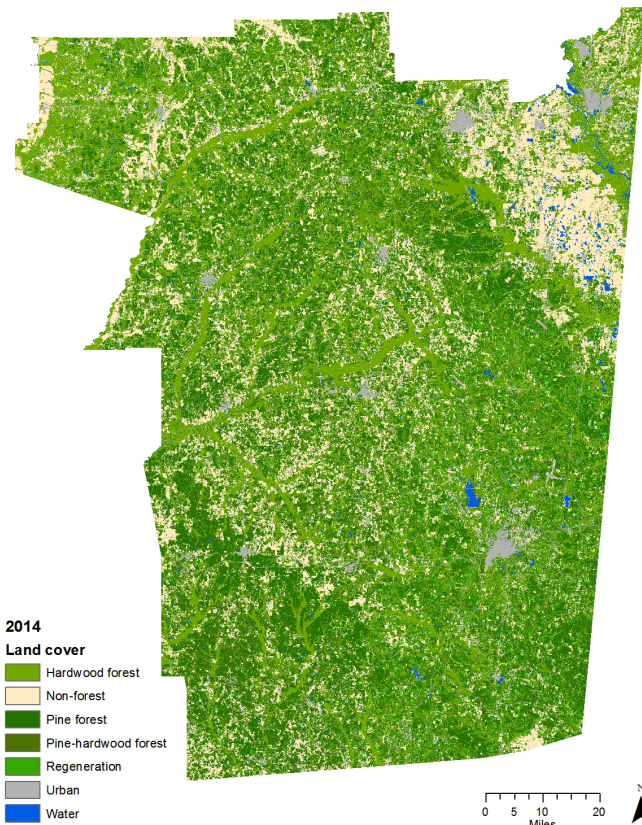 2014
Land cover
Hardwood forest
Non-forest
Pine forest
Pine-hardwood forest
Regeneration
Urban
Water
0 5 10 20
Miles
N